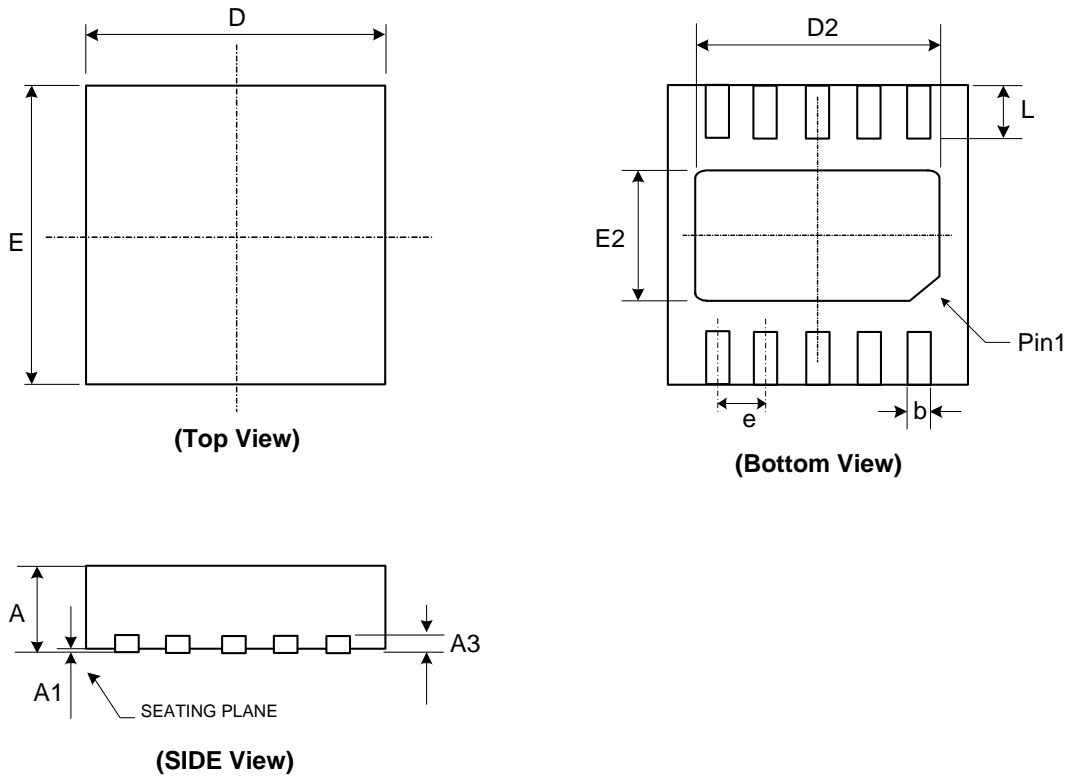 D
E
(Top View)
D2
L
E2
Pin1
e
b
(Bottom View)
A
A3
A1
SEATING PLANE
(SIDE View)